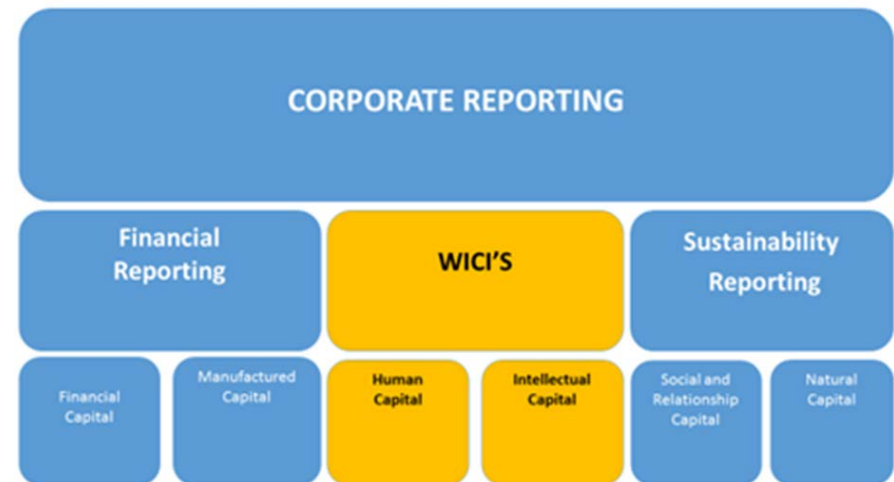 CORPORATE REPORTING
Financial
Reporting
WICI'S
Sustainability
Reporting
Financial
Capital
Manufactured
Capital
Human
Capital
Intellectual
Capital
Social and
Relationship
Capital
Natural
Capital